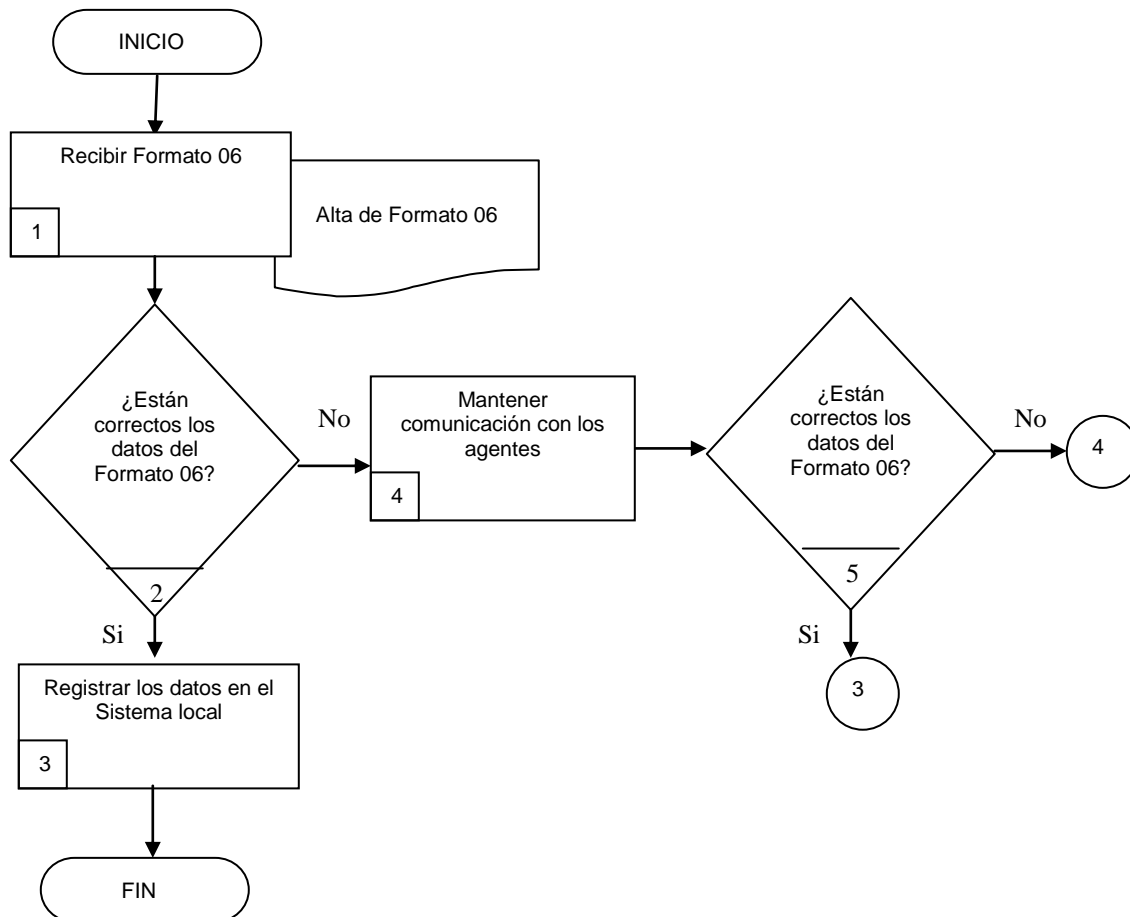 INICIO
Recibir Formato 06
1
Alta de Formato 06
¿Están
correctos los
datos del
Formato 06?
2
No
Si
Mantener
comunicación con los
agentes
4
¿Están
correctos los
datos del
Formato 06?
5
No
4
Si
3
Registrar los datos en el
Sistema local
3
FIN